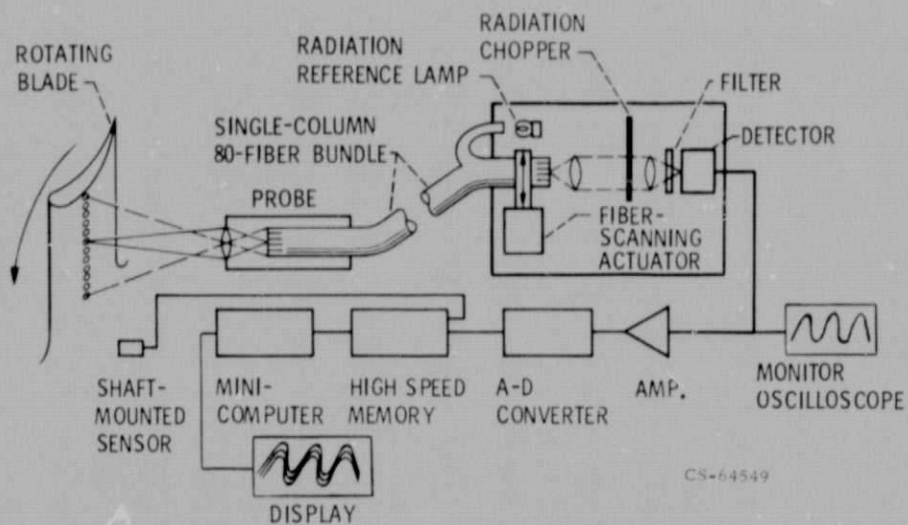 ROTATING
BLADE
RADIATION
REFERENCE LAMP
RADIATION
CHOPPER
FILTER
SINGLE-COLUMN
80-FIBER BUNDLE
DETECTOR
PROBE
FIBER-
SCANNING
ACTUATOR
SHAFT-
MOUNTED
SENSOR
MINI-
COMPUTER
HIGH SPEED
MEMORY
A-D
CONVERTER
AMP.
MONITOR
OSCILLOSCOPE
DISPLAY
CS-64549